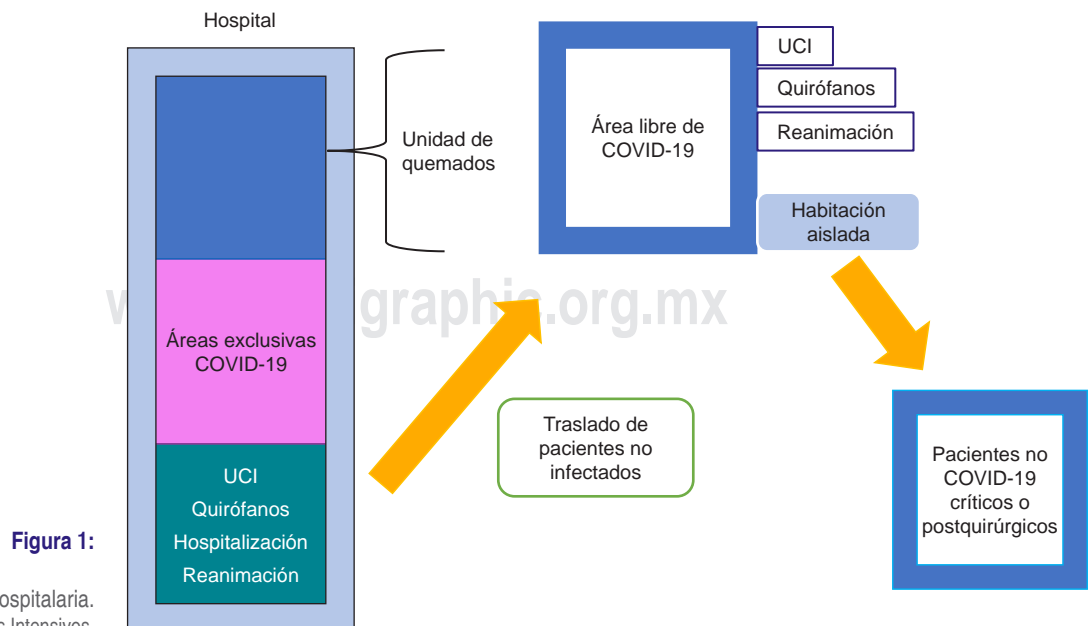 Hospital
Unidad de
quemados
Área libre de
COVID-19
UCI
Quirófanos
Reanimación
Habitación
aislada
Áreas exclusivas
COVID-19
UCI
Quirófanos
Hospitalización
Reanimación
Traslado de
pacientes no
infectados
Pacientes no
COVID-19
críticos o
postquirúrgicos
Figura 1:
Intensivos.